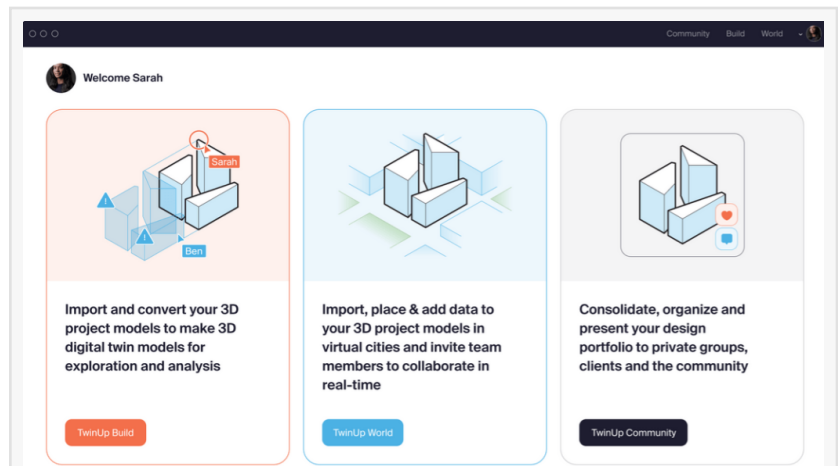 Community Build World
Welcome Sarah
Sarah
Ben
Import and convert your 3D
project models to make 3D
digital twin models for
exploration and analysis
TwinUp Build
Import, place & add data to
your 3D project models in
virtual cities and invite team
members to collaborate in
real-time
TwinUp World
Consolidate, organize and
present your design
portfolio to private groups,
clients and the community
TwinUp Community